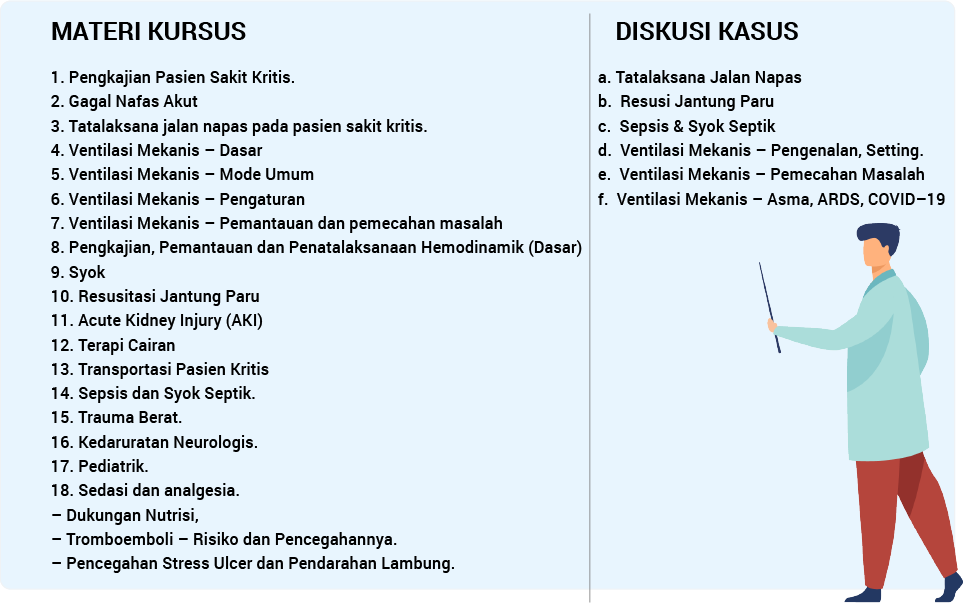 MATERI KURSUS
1. Pengkajian Pasien Sakit Kritis.
2. Gagal Nafas Akut
3. Tatalaksana jalan napas pada pasien sakit kritis.
4. Ventilasi Mekanis – Dasar
5. Ventilasi Mekanis – Mode Umum
6. Ventilasi Mekanis – Pengaturan
7. Ventilasi Mekanis – Pemantauan dan pemecahan masalah
8. Pengkajian, Pemantauan dan Penatalaksanaan Hemodinamik (Dasar)
9. Syok
10. Resusitasi Jantung Paru
11. Acute Kidney Injury (AKI)
12. Terapi Cairan
13. Transportasi Pasien Kritis
14. Sepsis dan Syok Septik.
15. Trauma Berat.
16. Kedaruratan Neurologis.
17. Pediatrik.
18. Sedasi dan analgesia.
– Dukungan Nutrisi,
– Tromboemboli – Risiko dan Pencegahannya.
– Pencegahan Stress Ulcer dan Pendarahan Lambung.
DISKUSI KASUS
a. Tatalaksana Jalan Napas
b. Resusi Jantung Paru
c. Sepsis & Syok Septik
d. Ventilasi Mekanis – Pengenalan, Setting.
e. Ventilasi Mekanis – Pemecahan Masalah
f. Ventilasi Mekanis – Asma, ARDS, COVID–19